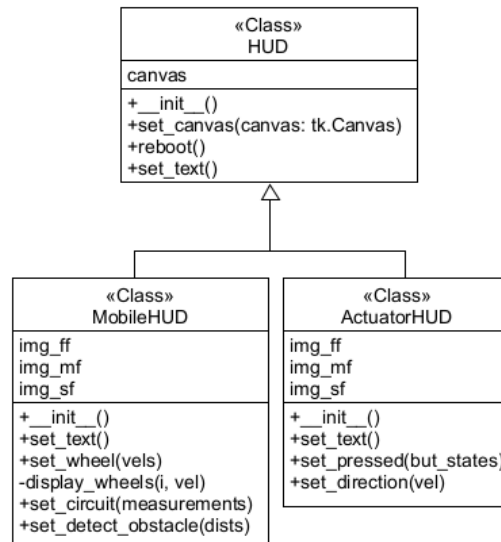 «Class»
HUD
canvas
+__init__()
+set_canvas(canvas: tk.Canvas)
+reboot()
+set_text()
«Class»
MobileHUD
img_ff
img_mf
img_sf
+__init__()
+set_text()
+set_wheel(vels)
-display_wheels(i, vel)
+set_circuit(measurements)
+set_detect_obstacle(dists)
«Class»
ActuatorHUD
img_ff
img_mf
img_sf
+__init__()
+set_text()
+set_pressed(but_states)
+set_direction(vel)